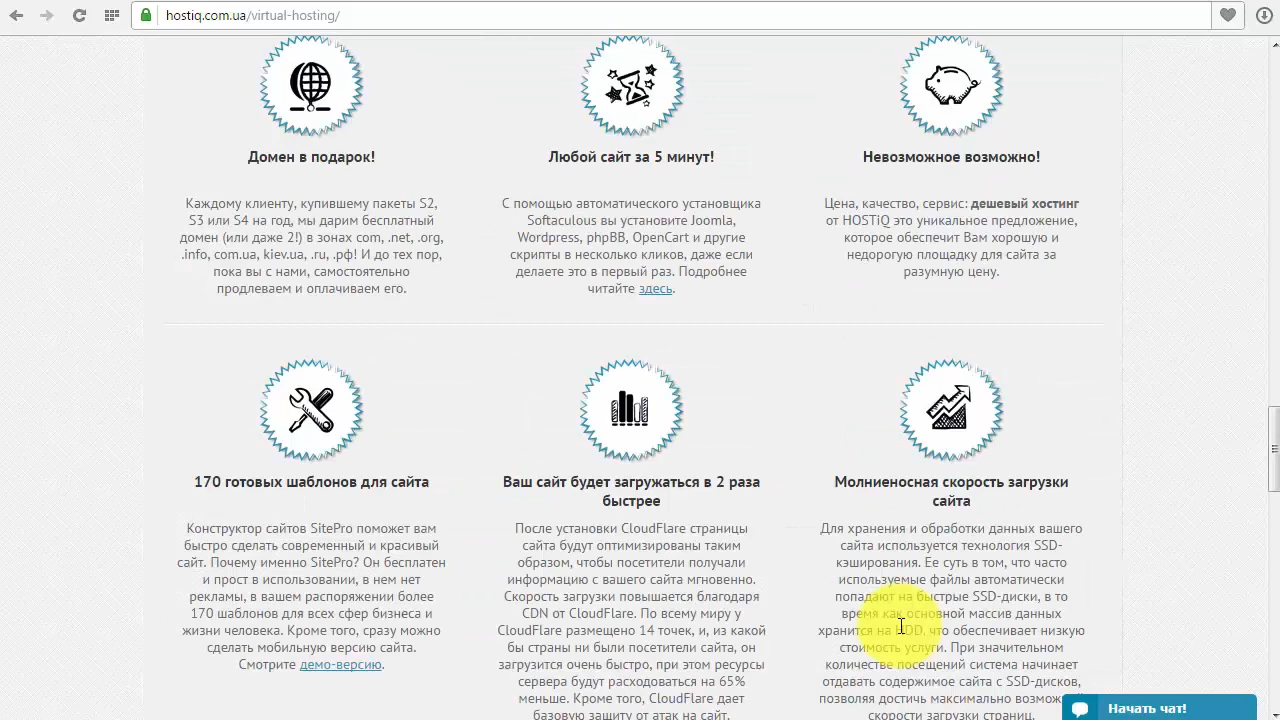 hostiq.com.ua/virtual-hosting/
Домен в подарок!
Каждому клиенту, купившему пакеты S2,
S3 или S4 на год, мы дарим бесплатный
домен (или даже 2!) в зонах com, .net, .org,
.info, com.ua, kiev.ua, .ru, .рф! И до тех пор,
пока вы с нами, самостоятельно
продлеваем и оплачиваем его.
Любой сайт за 5 минут!
С помощью автоматического установщика
Softaculous вы установите Joomla,
Wordpress, phpBB, OpenCart и другие
скрипты в несколько кликов, даже если
делаете это в первый раз. Подробнее
читайте здесь.
Невозможное возможно!
Цена, качество, сервис: дешевый хостинг
от HOSTiQ это уникальное предложение,
которое обеспечит Вам хорошую и
недорогую площадку для сайта за
разумную цену.
170 готовых шаблонов для сайта
Конструктор сайтов SitePro поможет вам
быстро сделать современный и красивый
сайт. Почему именно SitePro? Он бесплатен
и прост в использовании, в нем нет
рекламы, в вашем распоряжении более
170 шаблонов для всех сфер бизнеса и
жизни человека. Кроме того, сразу можно
сделать мобильную версию сайта.
Смотрите демо-версию.
Ваш сайт будет загружаться в 2 раза
быстрее
После установки CloudFlare страницы
сайта будут оптимизированы таким
образом, чтобы посетители получали
информацию с вашего сайта мгновенно.
Скорость загрузки повышается благодаря
CDN от CloudFlare. По всему миру у
CloudFlare размещено 14 точек, и, из какой
бы страны ни были посетители сайта, он
загрузится очень быстро, при этом ресурсы
сервера будут расходоваться на 65%
меньше. Кроме того, CloudFlare дает
базовую защиту от атак на сайт.
Молниеносная скорость загрузки
сайта
Для хранения и обработки данных вашего
сайта используется технология SSD-
кэширования. Ее суть в том, что часто
используемые файлы автоматически
попадают на быстрые SSD-диски, в то
время как основной массив данных
хранится на HDD, что обеспечивает низкую
стоимость услуги. При значительном
количестве посещений система начинает
отдавать содержимое сайта с SSD-дисков,
позволяя достичь максимально
скорости загрузки страниц.
Начать чат!